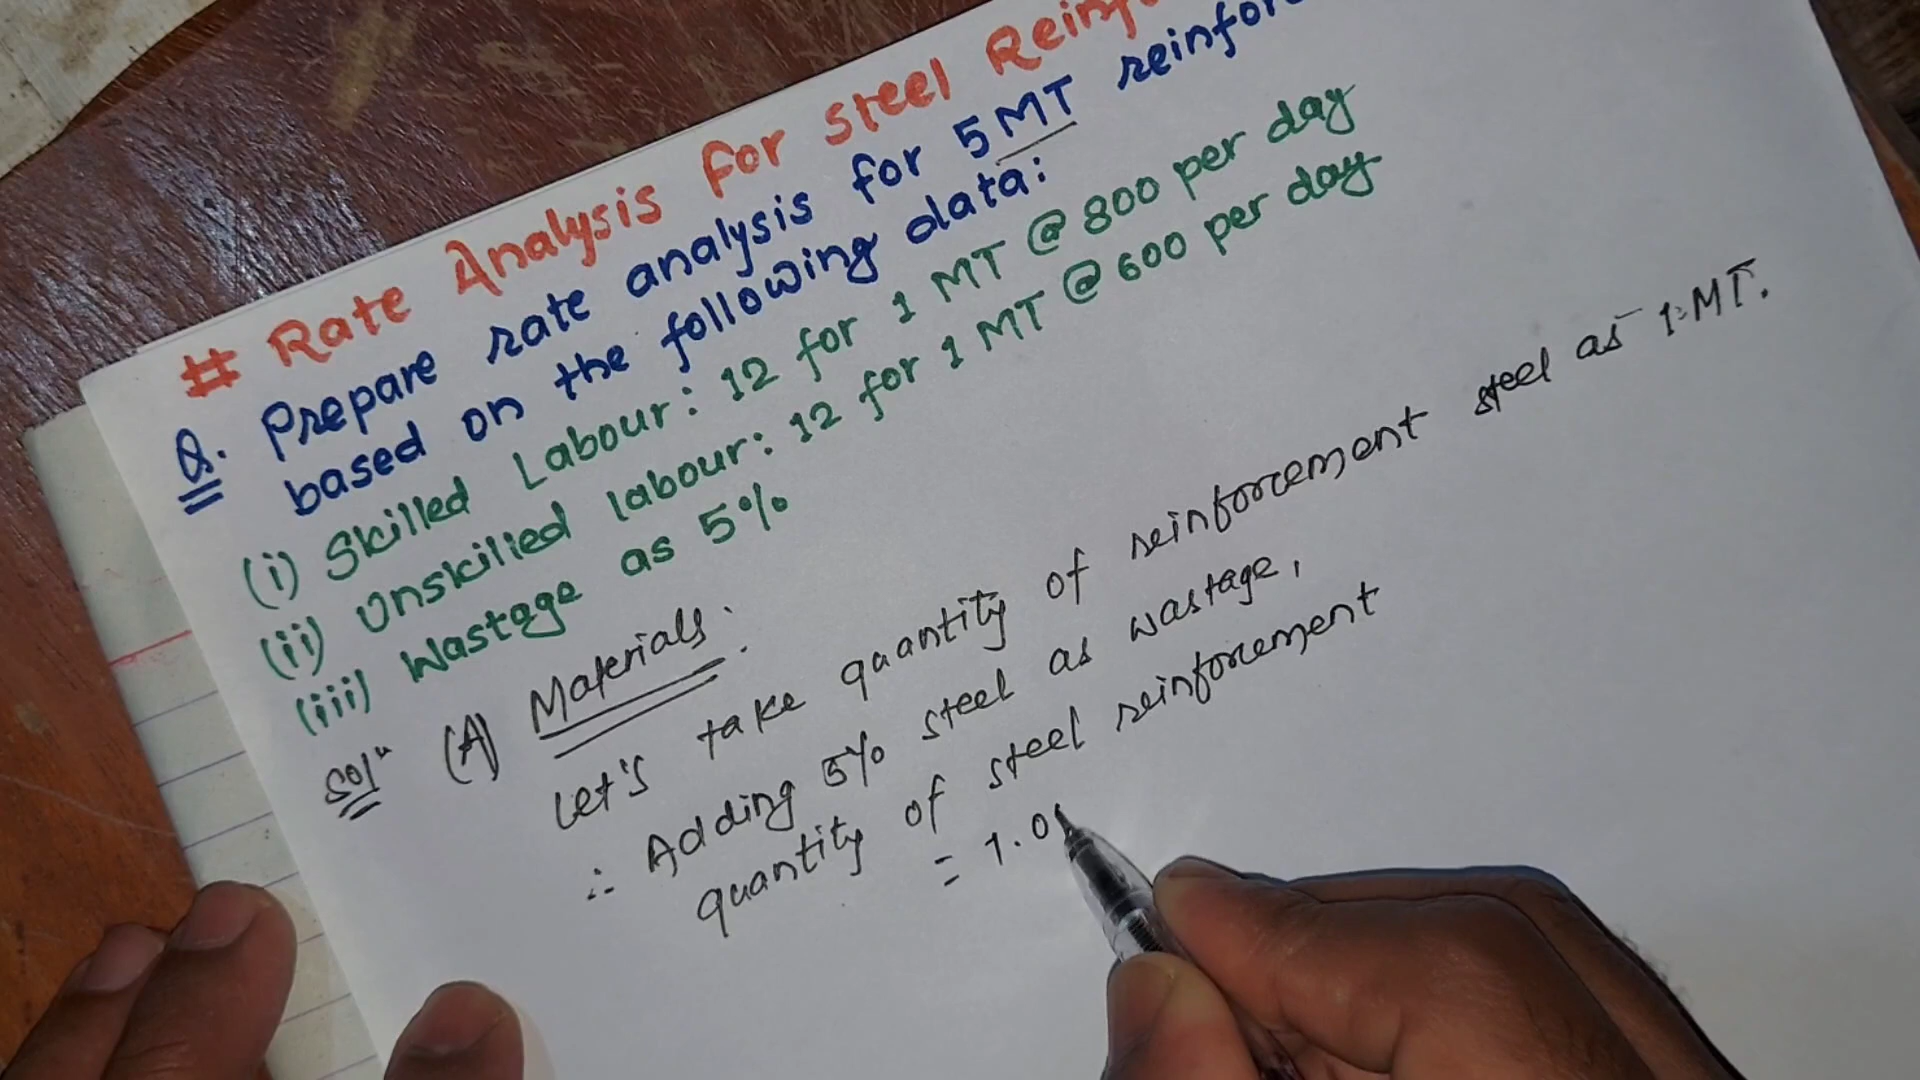 # Rate Analysis for steel
Q. Prepare rate analysis for 5 MT
based on the following data:
(i) Skilled Labour: 12 for 1 MT @ 800 per day
(ii) Unskilled labour: 12 for 1 MT @ 600 per day
(iii) Wastage as 5%
Solⁿ (A) Materials:
Let's take quantity of reinforcement steel as 1 MT.
∴ Adding 5% steel as wastage,
quantity of steel reinforcement
= 1.0